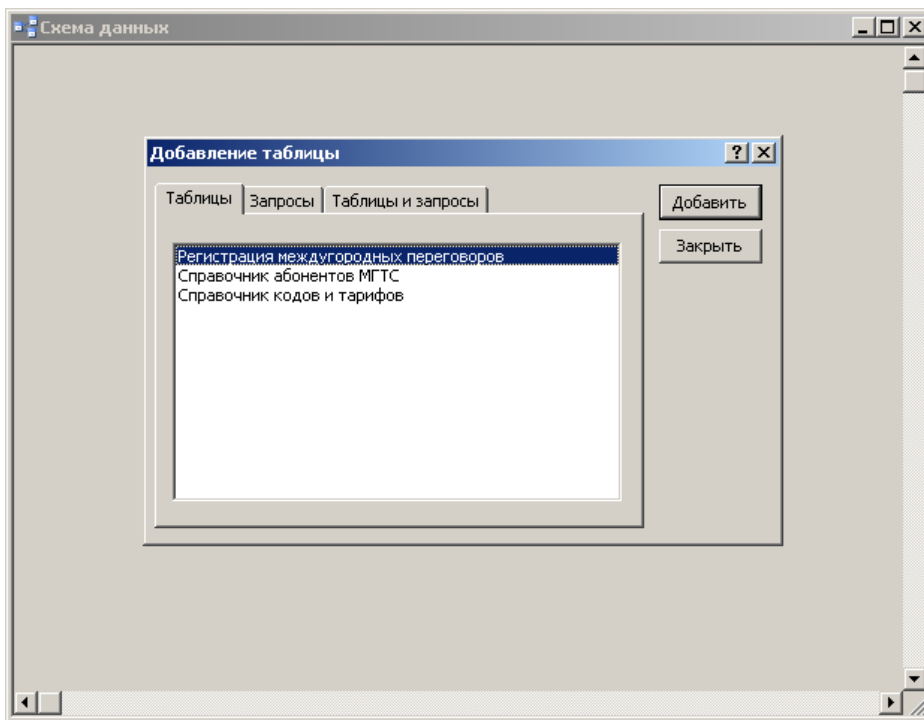 Схема данных
Добавление таблицы
Таблицы
Запросы
Таблицы и запросы
Добавить
Закрыть
Регистрация междугородных переговоров
Справочник абонентов МГТС
Справочник кодов и тарифов